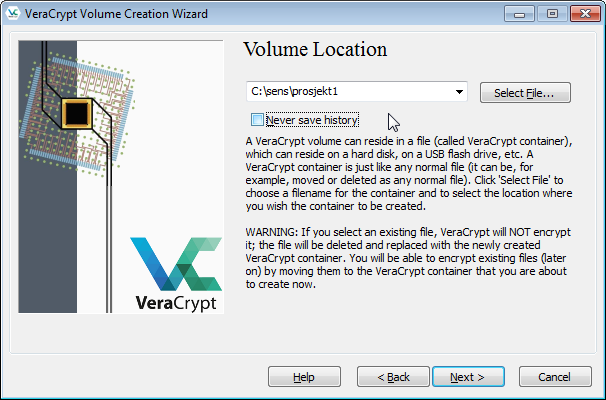 VeraCrypt Volume Creation Wizard
Volume Location
C:\sens\prosjekt1
Select File...
Never save history
A VeraCrypt volume can reside in a file (called VeraCrypt container),
which can reside on a hard disk, on a USB flash drive, etc. A
VeraCrypt container is just like any normal file (it can be, for
example, moved or deleted as any normal file). Click 'Select File' to
choose a filename for the container and to select the location where
you wish the container to be created.
WARNING: If you select an existing file, VeraCrypt will NOT encrypt
it; the file will be deleted and replaced with the newly created
VeraCrypt container. You will be able to encrypt existing files (later
on) by moving them to the VeraCrypt container that you are about
to create now.
VeraCrypt
Help
< Back
Next >
Cancel